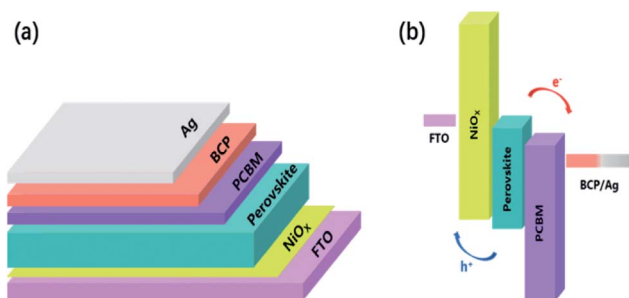 (a)
Ag
BCP
PCBM
Perovskite
NiOx
FTO
(b)
e-
FTO
NiOx
Perovskite
PCBM
BCP/Ag
h+